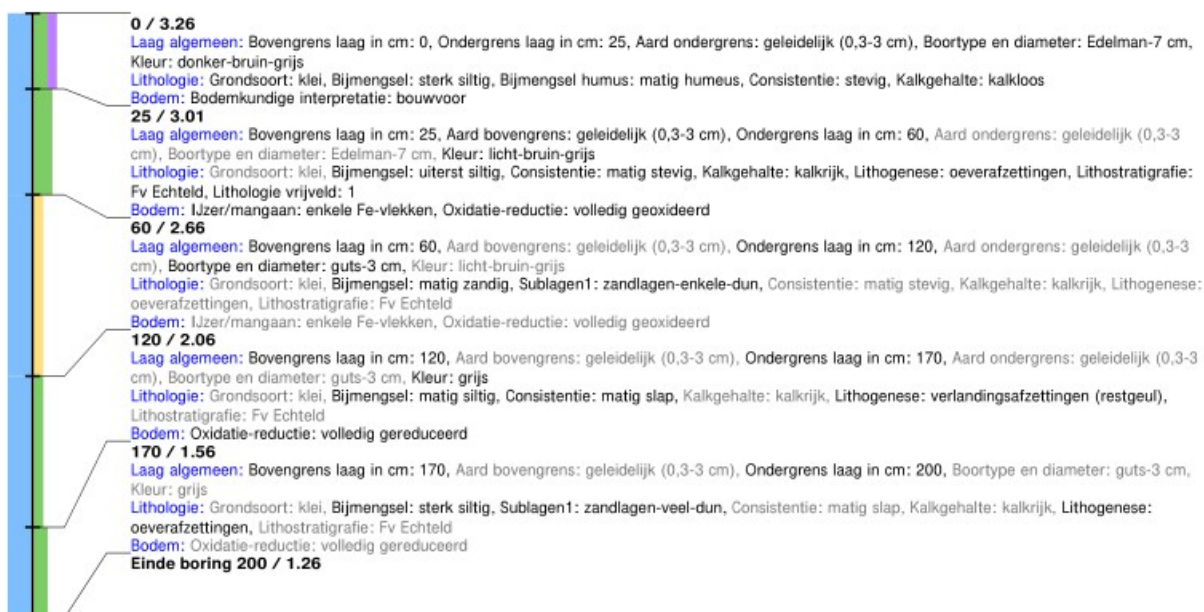 0 / 3.26
Laag algemeen: Bovengrens laag in cm: 0, Ondergrens laag in cm: 25, Aard ondergrens: geleidelijk (0,3-3 cm), Boortype en diameter: Edelman-7 cm,
Kleur: donker-bruin-grijs
Lithologie: Grondsoort: klei, Bijmengsel: sterk siltig, Bijmengsel humus: matig humeus, Consistentie: stevig, Kalkgehalte: kalkloos
Bodem: Bodemkundige interpretatie: bouwvoor
25 / 3.01
Laag algemeen: Bovengrens laag in cm: 25, Aard bovengrens: geleidelijk (0,3-3 cm), Ondergrens laag in cm: 60, Aard ondergrens: geleidelijk (0,3-3
cm), Boortype en diameter: Edelman-7 cm, Kleur: licht-bruin-grijs
Lithologie: Grondsoort: klei, Bijmengsel: uiterst siltig, Consistentie: matig stevig, Kalkgehalte: kalkrijk, Lithogenese: oeverafzettingen, Lithostratigrafie:
Fv Echteld, Lithologie vrijveld: 1
Bodem: IJzer/mangaan: enkele Fe-vlekken, Oxidatie-reductie: volledig geoxideerd
60 / 2.66
Laag algemeen: Bovengrens laag in cm: 60, Aard bovengrens: geleidelijk (0,3-3 cm), Ondergrens laag in cm: 120, Aard ondergrens: geleidelijk (0,3-3
cm), Boortype en diameter: guts-3 cm, Kleur: licht-bruin-grijs
Lithologie: Grondsoort: klei, Bijmengsel: matig zandig, Sublagen1: zandlagen-enkele-dun, Consistentie: matig stevig, Kalkgehalte: kalkrijk, Lithogenese:
oeverafzettingen, Lithostratigrafie: Fv Echteld
Bodem: IJzer/mangaan: enkele Fe-vlekken, Oxidatie-reductie: volledig geoxideerd
120 / 2.06
Laag algemeen: Bovengrens laag in cm: 120, Aard bovengrens: geleidelijk (0,3-3 cm), Ondergrens laag in cm: 170, Aard ondergrens: geleidelijk (0,3-3
cm), Boortype en diameter: guts-3 cm, Kleur: grijs
Lithologie: Grondsoort: klei, Bijmengsel: matig siltig, Consistentie: matig slap, Kalkgehalte: kalkrijk, Lithogenese: verlandingsafzettingen (restgeul),
Lithostratigrafie: Fv Echteld
Bodem: Oxidatie-reductie: volledig gereduceerd
170 / 1.56
Laag algemeen: Bovengrens laag in cm: 170, Aard bovengrens: geleidelijk (0,3-3 cm), Ondergrens laag in cm: 200, Boortype en diameter: guts-3 cm,
Kleur: grijs
Lithologie: Grondsoort: klei, Bijmengsel: sterk siltig, Sublagen1: zandlagen-veel-dun, Consistentie: matig slap, Kalkgehalte: kalkrijk, Lithogenese:
oeverafzettingen, Lithostratigrafie: Fv Echteld
Bodem: Oxidatie-reductie: volledig gereduceerd
Einde boring 200 / 1.26